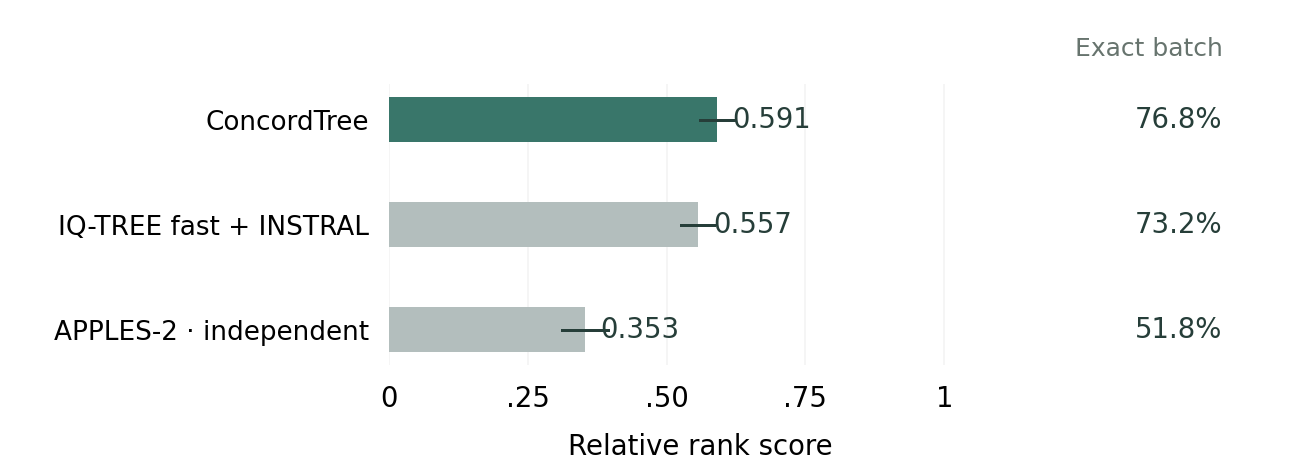 Exact batch
ConcordTree 0.591 76.8%
IQ-TREE fast + INSTRAL 0.557 73.2%
APPLES-2 · independent 0.353 51.8%
0 .25 .50 .75 1
Relative rank score